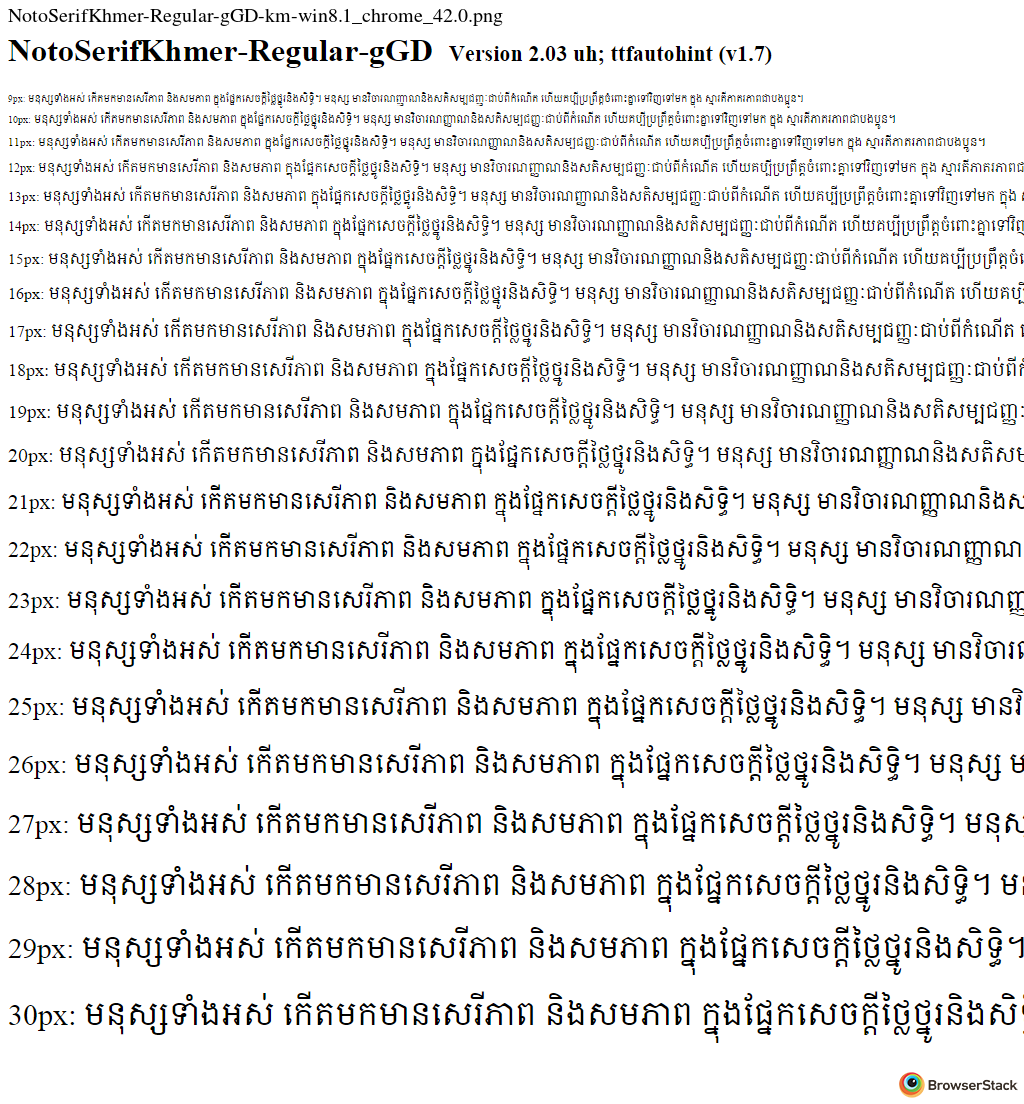 NotoSerifKhmer-Regular-gGD-km-win8.1_chrome_42.0.png
NotoSerifKhmer-Regular-gGD Version 2.03 uh; ttfautohint (v1.7)
9px: មនុស្សទាំងអស់ កើតមកមានសេរីភាព និងសមភាព ក្នុងផ្នែកសេចក្ដីថ្លៃថ្នូរនិងសិទ្ធិ។ មនុស្ស មានវិចារណញ្ញាណនិងសតិសម្បជញ្ញៈជាប់ពីកំណើត ហើយគប្បីប្រព្រឹត្តចំពោះគ្នាទៅវិញទៅមក ក្នុង ស្មារតីភាតរភាពជាបងប្អូន។
10px: មនុស្សទាំងអស់ កើតមកមានសេរីភាព និងសមភាព ក្នុងផ្នែកសេចក្ដីថ្លៃថ្នូរនិងសិទ្ធិ។ មនុស្ស មានវិចារណញ្ញាណនិងសតិសម្បជញ្ញៈជាប់ពីកំណើត ហើយគប្បីប្រព្រឹត្តចំពោះគ្នាទៅវិញទៅមក ក្នុង ស្មារតីភាតរភាពជាបងប្អូន។
11px: មនុស្សទាំងអស់ កើតមកមានសេរីភាព និងសមភាព ក្នុងផ្នែកសេចក្ដីថ្លៃថ្នូរនិងសិទ្ធិ។ មនុស្ស មានវិចារណញ្ញាណនិងសតិសម្បជញ្ញៈជាប់ពីកំណើត ហើយគប្បីប្រព្រឹត្តចំពោះគ្នាទៅវិញទៅមក ក្នុង ស្មារតីភាតរភាពជាបងប្អូន។
12px: មនុស្សទាំងអស់ កើតមកមានសេរីភាព និងសមភាព ក្នុងផ្នែកសេចក្ដីថ្លៃថ្នូរនិងសិទ្ធិ។ មនុស្ស មានវិចារណញ្ញាណនិងសតិសម្បជញ្ញៈជាប់ពីកំណើត ហើយគប្បីប្រព្រឹត្តចំពោះគ្នាទៅវិញទៅមក ក្នុង ស្មារតីភាតរភាពជា
13px: មនុស្សទាំងអស់ កើតមកមានសេរីភាព និងសមភាព ក្នុងផ្នែកសេចក្ដីថ្លៃថ្នូរនិងសិទ្ធិ។ មនុស្ស មានវិចារណញ្ញាណនិងសតិសម្បជញ្ញៈជាប់ពីកំណើត ហើយគប្បីប្រព្រឹត្តចំពោះគ្នាទៅវិញទៅមក ក្នុង
14px: មនុស្សទាំងអស់ កើតមកមានសេរីភាព និងសមភាព ក្នុងផ្នែកសេចក្ដីថ្លៃថ្នូរនិងសិទ្ធិ។ មនុស្ស មានវិចារណញ្ញាណនិងសតិសម្បជញ្ញៈជាប់ពីកំណើត ហើយគប្បីប្រព្រឹត្តចំពោះគ្នាទៅវិញ
15px: មនុស្សទាំងអស់ កើតមកមានសេរីភាព និងសមភាព ក្នុងផ្នែកសេចក្ដីថ្លៃថ្នូរនិងសិទ្ធិ។ មនុស្ស មានវិចារណញ្ញាណនិងសតិសម្បជញ្ញៈជាប់ពីកំណើត ហើយគប្បីប្រព្រឹត្តចំ
16px: មនុស្សទាំងអស់ កើតមកមានសេរីភាព និងសមភាព ក្នុងផ្នែកសេចក្ដីថ្លៃថ្នូរនិងសិទ្ធិ។ មនុស្ស មានវិចារណញ្ញាណនិងសតិសម្បជញ្ញៈជាប់ពីកំណើត ហើយគប្បី
17px: មនុស្សទាំងអស់ កើតមកមានសេរីភាព និងសមភាព ក្នុងផ្នែកសេចក្ដីថ្លៃថ្នូរនិងសិទ្ធិ។ មនុស្ស មានវិចារណញ្ញាណនិងសតិសម្បជញ្ញៈជាប់ពីកំណើត
18px: មនុស្សទាំងអស់ កើតមកមានសេរីភាព និងសមភាព ក្នុងផ្នែកសេចក្ដីថ្លៃថ្នូរនិងសិទ្ធិ។ មនុស្ស មានវិចារណញ្ញាណនិងសតិសម្បជញ្ញៈជាប់ពីកំ
19px: មនុស្សទាំងអស់ កើតមកមានសេរីភាព និងសមភាព ក្នុងផ្នែកសេចក្ដីថ្លៃថ្នូរនិងសិទ្ធិ។ មនុស្ស មានវិចារណញ្ញាណនិងសតិសម្បជញ្ញៈ
20px: មនុស្សទាំងអស់ កើតមកមានសេរីភាព និងសមភាព ក្នុងផ្នែកសេចក្ដីថ្លៃថ្នូរនិងសិទ្ធិ។ មនុស្ស មានវិចារណញ្ញាណនិងសតិសម
21px: មនុស្សទាំងអស់ កើតមកមានសេរីភាព និងសមភាព ក្នុងផ្នែកសេចក្ដីថ្លៃថ្នូរនិងសិទ្ធិ។ មនុស្ស មានវិចារណញ្ញាណនិងស
22px: មនុស្សទាំងអស់ កើតមកមានសេរីភាព និងសមភាព ក្នុងផ្នែកសេចក្ដីថ្លៃថ្នូរនិងសិទ្ធិ។ មនុស្ស មានវិចារណញ្ញាណ
23px: មនុស្សទាំងអស់ កើតមកមានសេរីភាព និងសមភាព ក្នុងផ្នែកសេចក្ដីថ្លៃថ្នូរនិងសិទ្ធិ។ មនុស្ស មានវិចារណញ្ញ
24px: មនុស្សទាំងអស់ កើតមកមានសេរីភាព និងសមភាព ក្នុងផ្នែកសេចក្ដីថ្លៃថ្នូរនិងសិទ្ធិ។ មនុស្ស មានវិចារ
25px: មនុស្សទាំងអស់ កើតមកមានសេរីភាព និងសមភាព ក្នុងផ្នែកសេចក្ដីថ្លៃថ្នូរនិងសិទ្ធិ។ មនុស្ស មានវិ
26px: មនុស្សទាំងអស់ កើតមកមានសេរីភាព និងសមភាព ក្នុងផ្នែកសេចក្ដីថ្លៃថ្នូរនិងសិទ្ធិ។ មនុស្ស ម
27px: មនុស្សទាំងអស់ កើតមកមានសេរីភាព និងសមភាព ក្នុងផ្នែកសេចក្ដីថ្លៃថ្នូរនិងសិទ្ធិ។ មនុស
28px: មនុស្សទាំងអស់ កើតមកមានសេរីភាព និងសមភាព ក្នុងផ្នែកសេចក្ដីថ្លៃថ្នូរនិងសិទ្ធិ។ ម
29px: មនុស្សទាំងអស់ កើតមកមានសេរីភាព និងសមភាព ក្នុងផ្នែកសេចក្ដីថ្លៃថ្នូរនិងសិទ្ធិ។
30px: មនុស្សទាំងអស់ កើតមកមានសេរីភាព និងសមភាព ក្នុងផ្នែកសេចក្ដីថ្លៃថ្នូរនិងសិ
BrowserStack